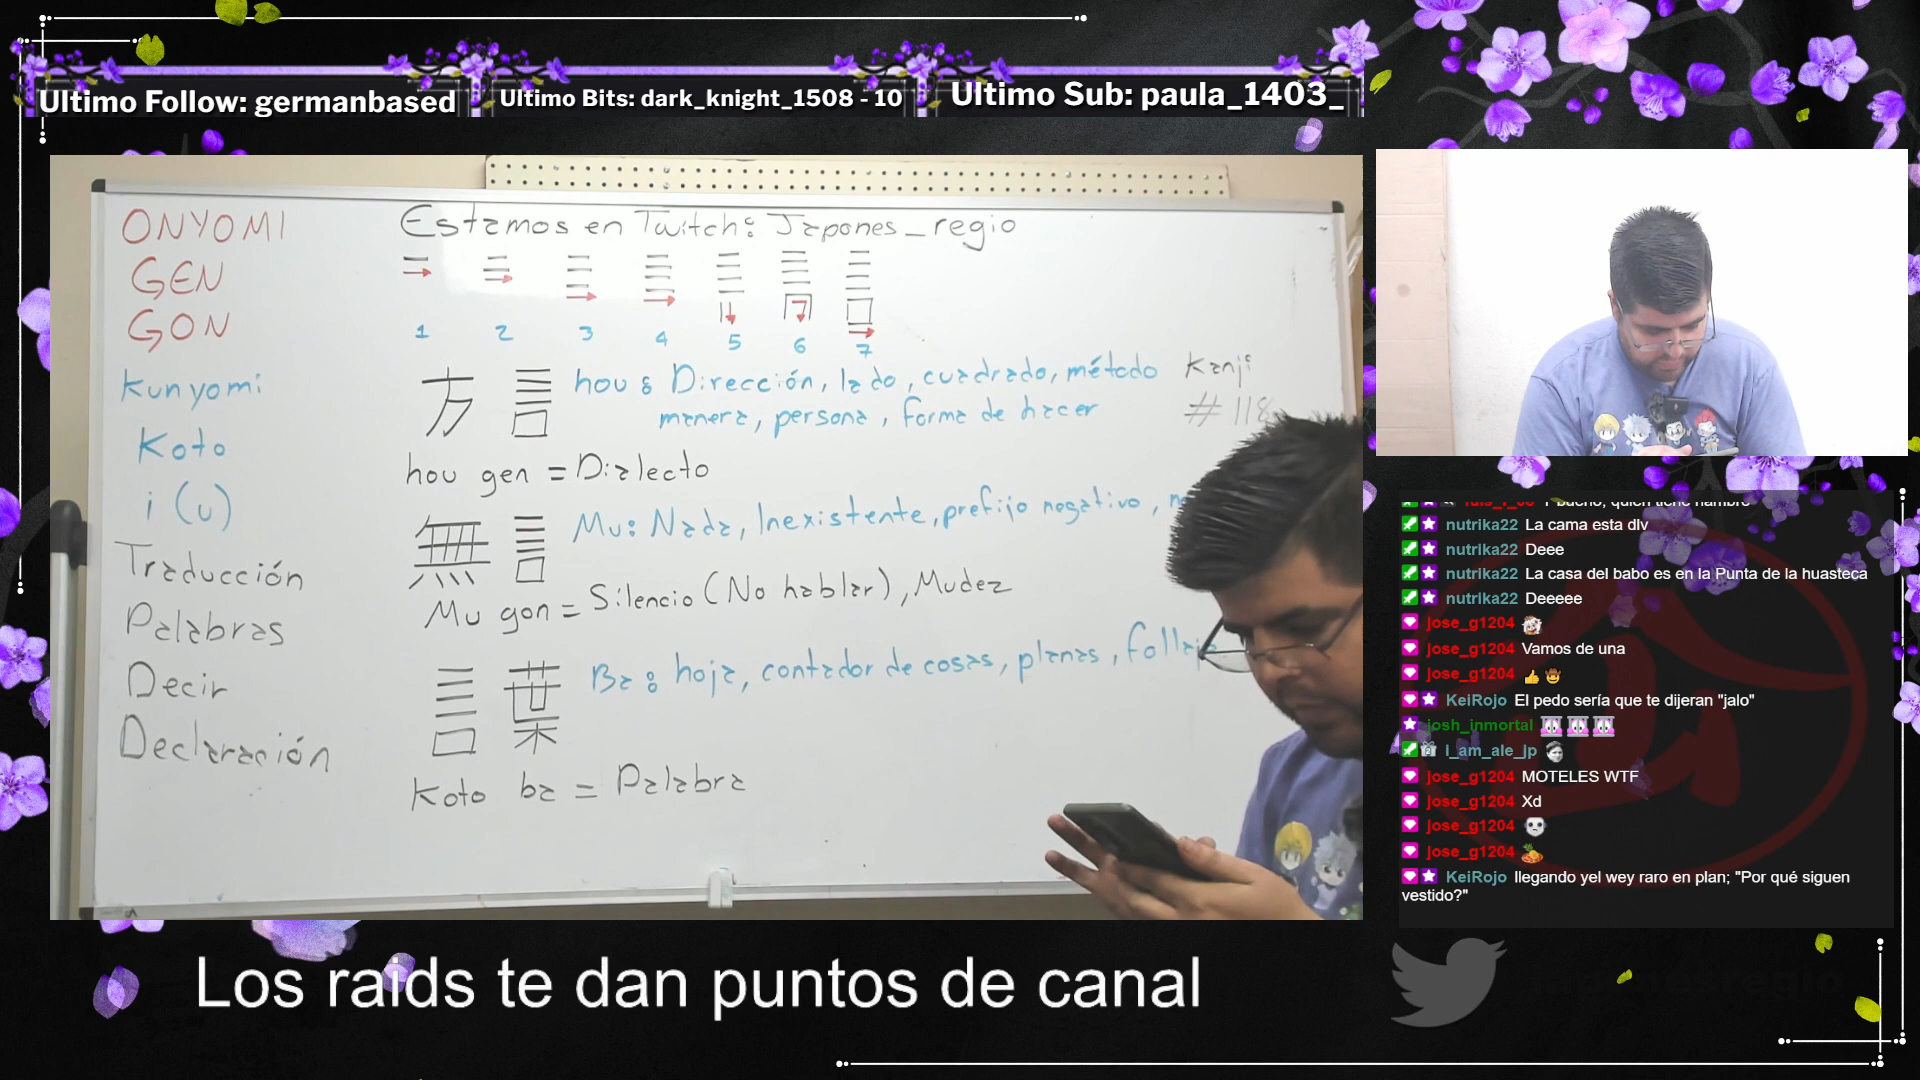 Ultimo Follow: germanbased
Ultimo Bits: dark_knight_1508 - 10
Ultimo Sub: paula_1403_
ONYOMI
GEN
GON
Kunyomi
Koto
i (u)
Traducción
Palabras
Decir
Declaración
Estamos en Twitch: Japones_regio
1 2 3 4 5 6 7
方言 hou: Dirección, lado, cuadrado, método
manera, persona, forma de hacer
Kanji
#118
hou gen = Dialecto
無言 Mu: Nada, Inexistente, prefijo negativo,
Mu gon = Silencio (No hablar), Mudez
言葉 Ba: hoja, contador de cosas, planas,
Koto ba = Palabra
Y bueno, quien tiene hambre
nutrika22 La cama esta dlv
nutrika22 Deee
nutrika22 La casa del babo es en la Punta de la huasteca
nutrika22 Deeeee
jose_g1204
jose_g1204 Vamos de una
jose_g1204
KeiRojo El pedo sería que te dijeran "jalo"
josh_inmortal
i_am_ale_jp
jose_g1204 MOTELES WTF
jose_g1204 Xd
jose_g1204
jose_g1204
KeiRojo llegando yel wey raro en plan; "Por qué siguen
vestido?"
Los raids te dan puntos de canal